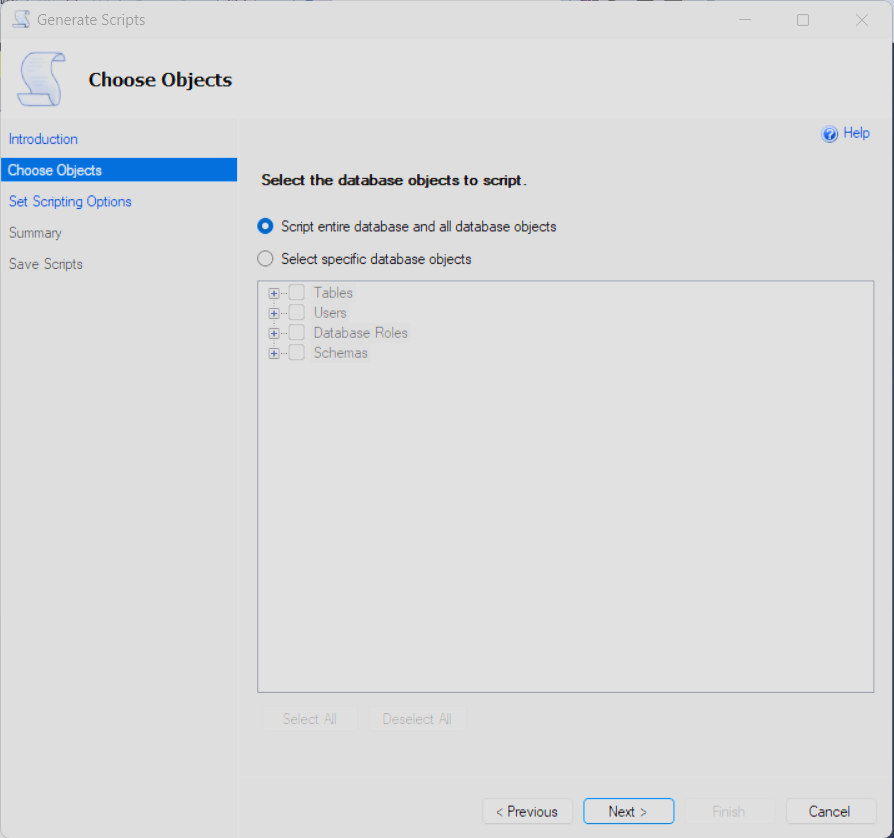 Generate Scripts
Choose Objects
Introduction
Choose Objects
Set Scripting Options
Summary
Save Scripts
Help
Select the database objects to script.
Script entire database and all database objects
Select specific database objects
Tables
Users
Database Roles
Schemas
Select All
Deselect All
< Previous
Next >
Finish
Cancel